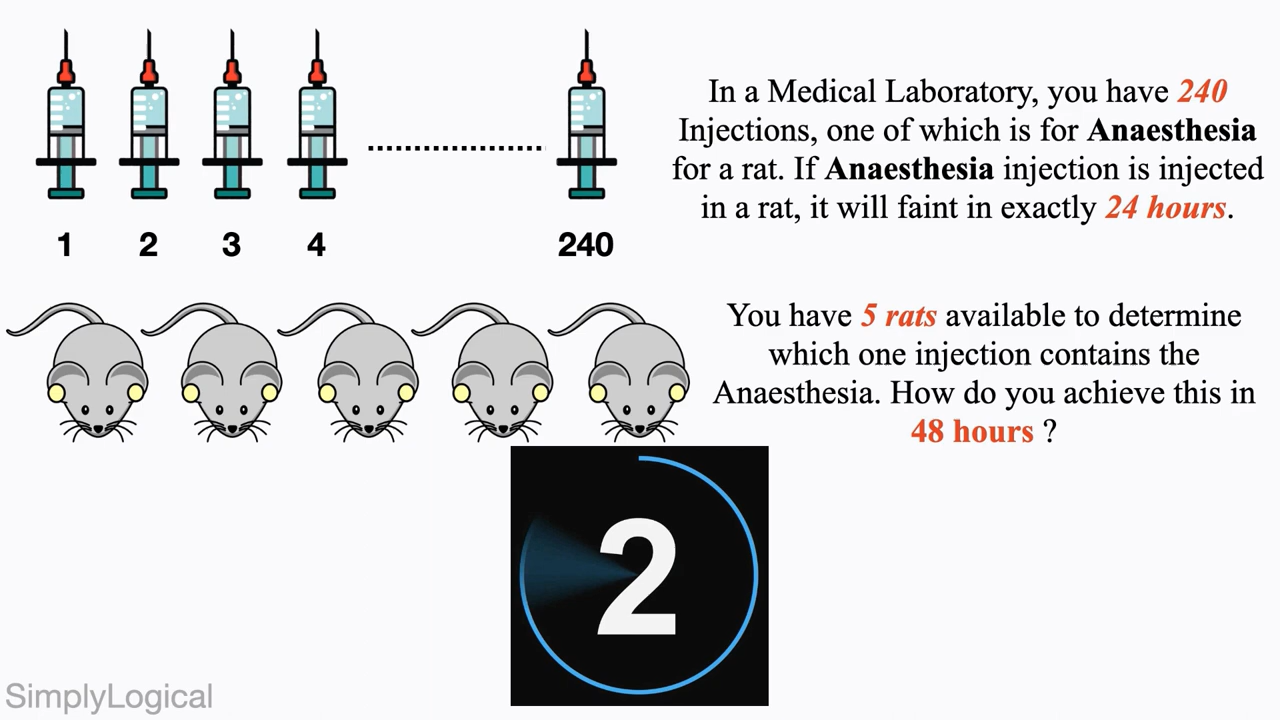 In a Medical Laboratory, you have 240
Injections, one of which is for Anaesthesia
for a rat. If Anaesthesia injection is injected
in a rat, it will faint in exactly 24 hours.
1 2 3 4 240
You have 5 rats available to determine
which one injection contains the
Anaesthesia. How do you achieve this in
48 hours ?
2
SimplyLogical